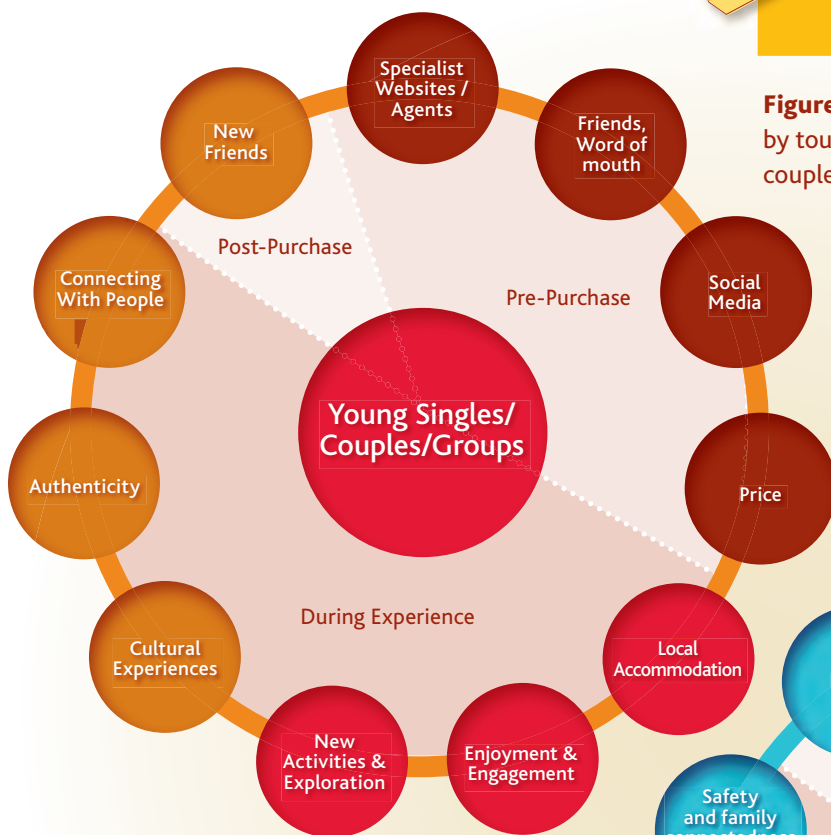 Specialist
Websites /
Agents
Friends,
Word of
mouth
Social
Media
Price
Local
Accommodation
Enjoyment &
Engagement
New
Activities &
Exploration
Cultural
Experiences
Authenticity
Connecting
With People
New
Friends
Post-Purchase
Pre-Purchase
During Experience
Young Singles/
Couples/Groups
Figure
by tou
couple
Safety
and family